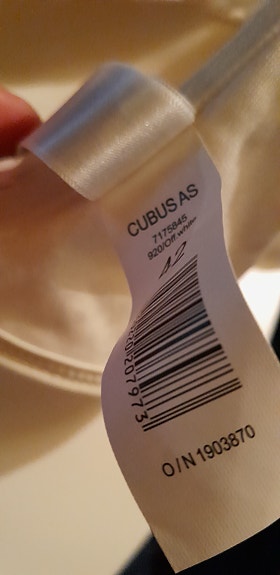 CUBUS AS
7175845
920/Off white
42
O/N 1903870